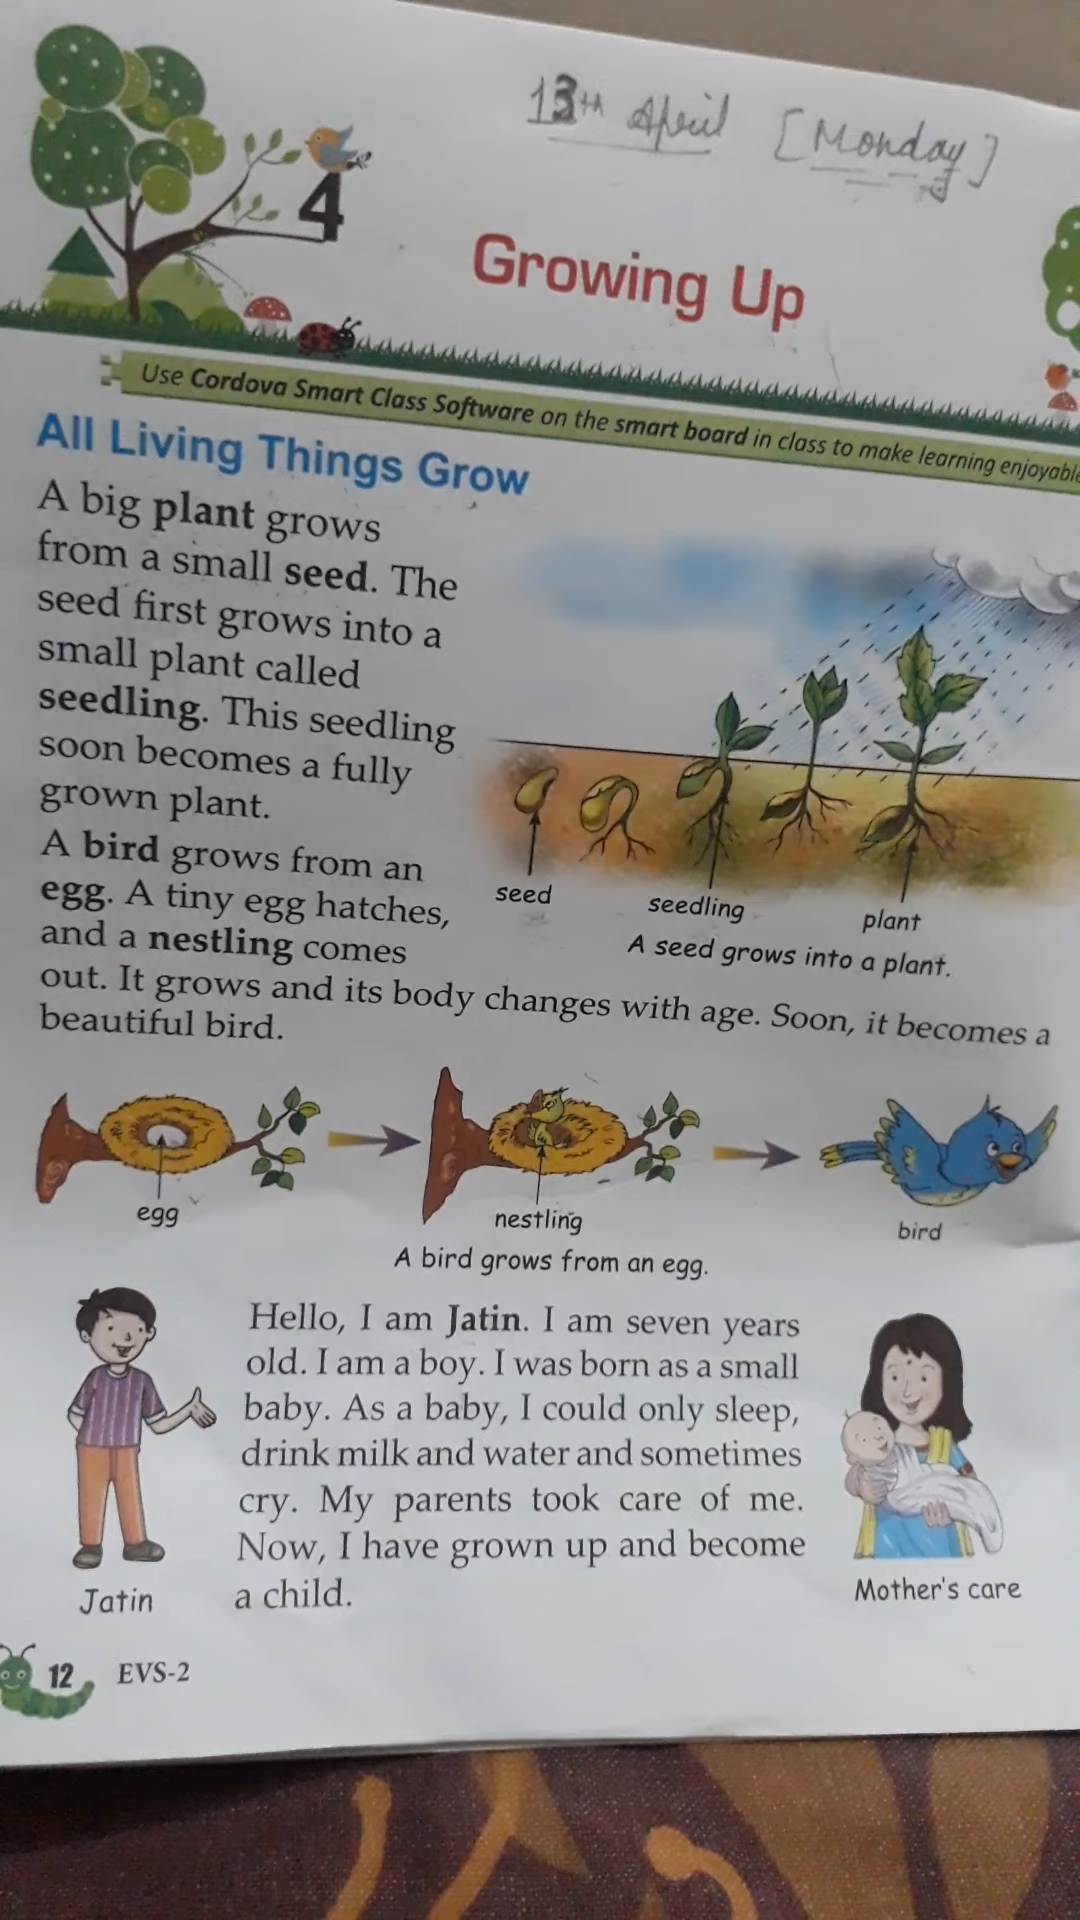 13th April [Monday]
4
Growing Up
Use Cordova Smart Class Software on the smart board in class to make learning enjoyable
All Living Things Grow
A big plant grows
from a small seed. The
seed first grows into a
small plant called
seedling. This seedling
soon becomes a fully
grown plant.
A bird grows from an
egg. A tiny egg hatches,
and a nestling comes
out. It grows and its body changes with age. Soon, it becomes a
beautiful bird.
seed
seedling
plant
A seed grows into a plant.
egg
nestling
bird
A bird grows from an egg.
Hello, I am Jatin. I am seven years
old. I am a boy. I was born as a small
baby. As a baby, I could only sleep,
drink milk and water and sometimes
cry. My parents took care of me.
Now, I have grown up and become
a child.
Jatin
Mother's care
12 EVS-2